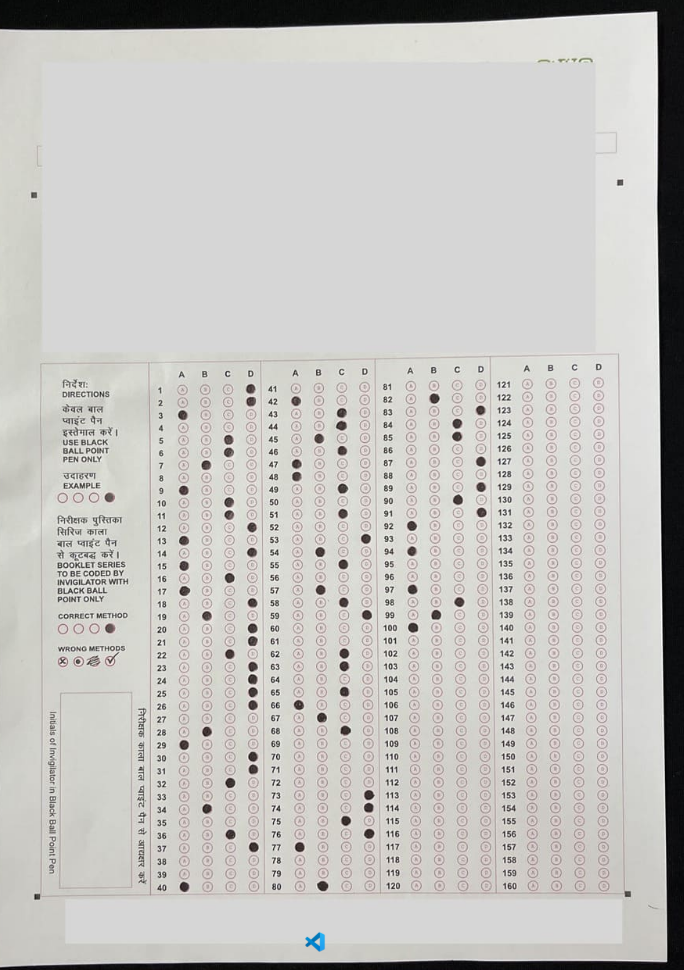 निर्देश:
DIRECTIONS
केवल बाल
प्वाइंट पैन
इस्तेगाल करें।
USE BLACK
BALL POINT
PEN ONLY
उदाहरण
EXAMPLE
निरीक्षक पुस्तिका
सिरिज काला
बाल प्वाइंट पैन
से कूटबद्ध करें।
BOOKLET SERIES
TO BE CODED BY
INVIGILATOR WITH
BLACK BALL
POINT ONLY
CORRECT METHOD
WRONG METHODS
Initials of Invigilator in Black Ball Point Pen
निरीक्षक काला बाल प्वाइंट पैन से आद्यक्षर करें
A B C D A B C D A B C D A B C D
1 41 81 121
2 42 82 122
3 43 83 123
4 44 84 124
5 45 85 125
6 46 86 126
7 47 87 127
8 48 88 128
9 49 89 129
10 50 90 130
11 51 91 131
12 52 92 132
13 53 93 133
14 54 94 134
15 55 95 135
16 56 96 136
17 57 97 137
18 58 98 138
19 59 99 139
20 60 100 140
21 61 101 141
22 62 102 142
23 63 103 143
24 64 104 144
25 65 105 145
26 66 106 146
27 67 107 147
28 68 108 148
29 69 109 149
30 70 110 150
31 71 111 151
32 72 112 152
33 73 113 153
34 74 114 154
35 75 115 155
36 76 116 156
37 77 117 157
38 78 118 158
39 79 119 159
40 80 120 160